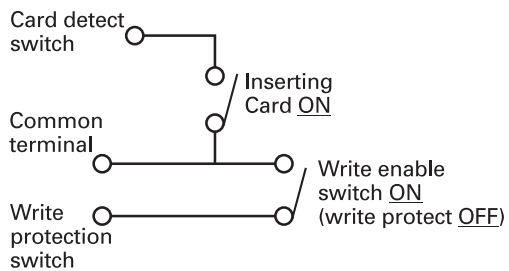 Card detect
switch
Inserting
Card ON
Common
terminal
Write enable
switch ON
(write protect OFF)
Write
protection
switch